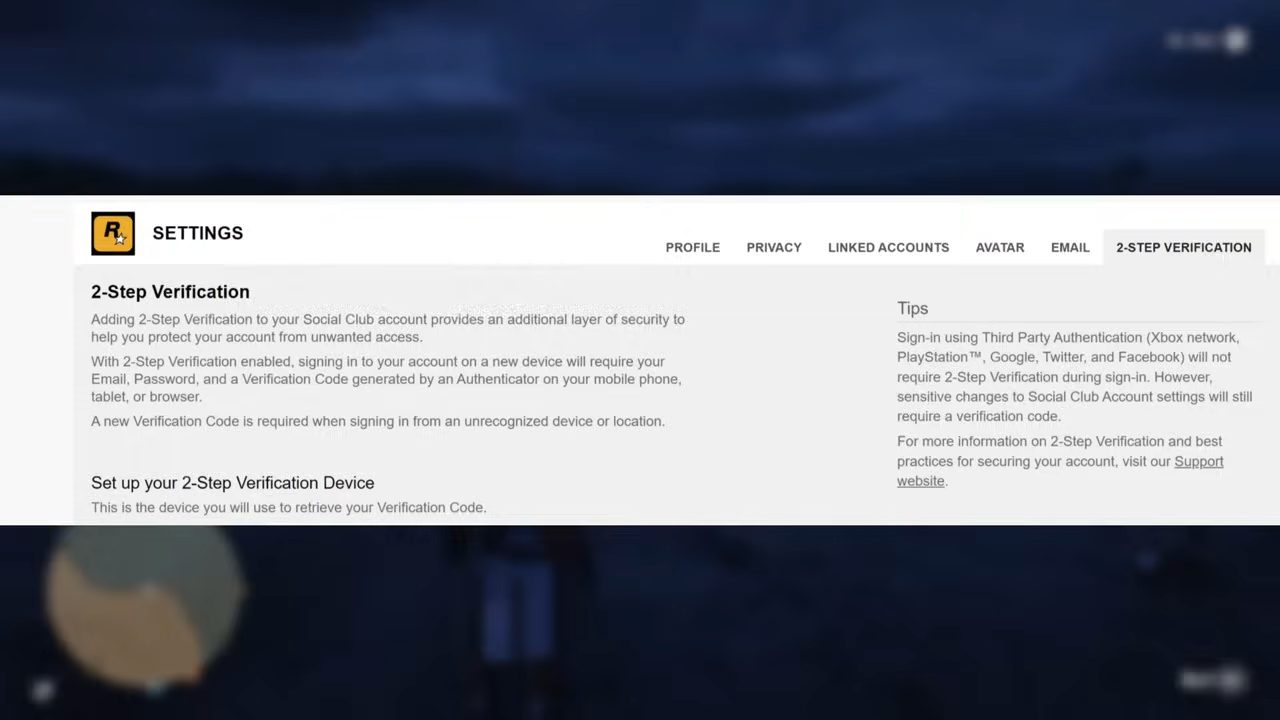 R
SETTINGS
PROFILE PRIVACY LINKED ACCOUNTS AVATAR EMAIL 2-STEP VERIFICATION
2-Step Verification
Adding 2-Step Verification to your Social Club account provides an additional layer of security to
help you protect your account from unwanted access.
With 2-Step Verification enabled, signing in to your account on a new device will require your
Email, Password, and a Verification Code generated by an Authenticator on your mobile phone,
tablet, or browser.
A new Verification Code is required when signing in from an unrecognized device or location.
Set up your 2-Step Verification Device
This is the device you will use to retrieve your Verification Code.
Tips
Sign-in using Third Party Authentication (Xbox network,
PlayStation™, Google, Twitter, and Facebook) will not
require 2-Step Verification during sign-in. However,
sensitive changes to Social Club Account settings will still
require a verification code.
For more information on 2-Step Verification and best
practices for securing your account, visit our Support
website.